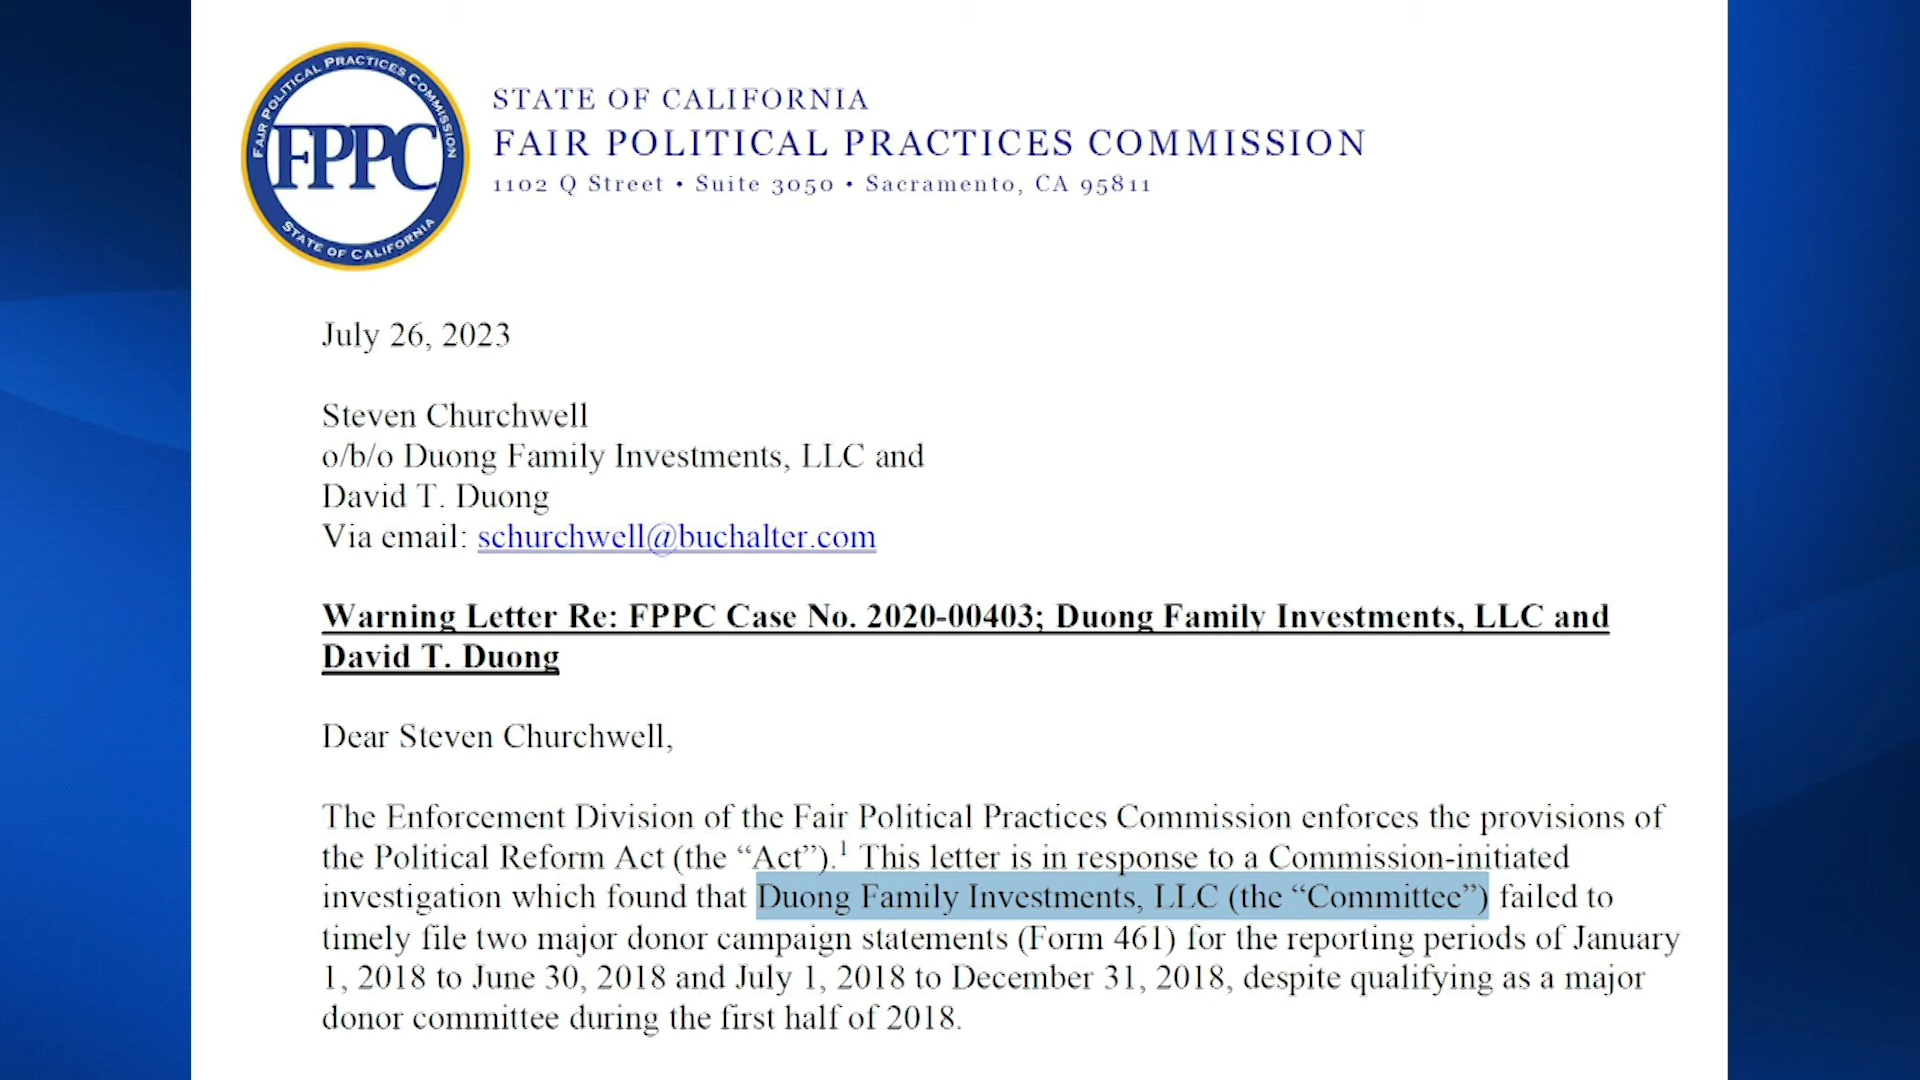 FAIR POLITICAL PRACTICES COMMISSION
FPPC
STATE OF CALIFORNIA
STATE OF CALIFORNIA
FAIR POLITICAL PRACTICES COMMISSION
1102 Q Street • Suite 3050 • Sacramento, CA 95811
July 26, 2023
Steven Churchwell
o/b/o Duong Family Investments, LLC and
David T. Duong
Via email: schurchwell@buchalter.com
Warning Letter Re: FPPC Case No. 2020-00403; Duong Family Investments, LLC and
David T. Duong
Dear Steven Churchwell,
The Enforcement Division of the Fair Political Practices Commission enforces the provisions of
the Political Reform Act (the “Act”).1 This letter is in response to a Commission-initiated
investigation which found that Duong Family Investments, LLC (the “Committee”) failed to
timely file two major donor campaign statements (Form 461) for the reporting periods of January
1, 2018 to June 30, 2018 and July 1, 2018 to December 31, 2018, despite qualifying as a major
donor committee during the first half of 2018.